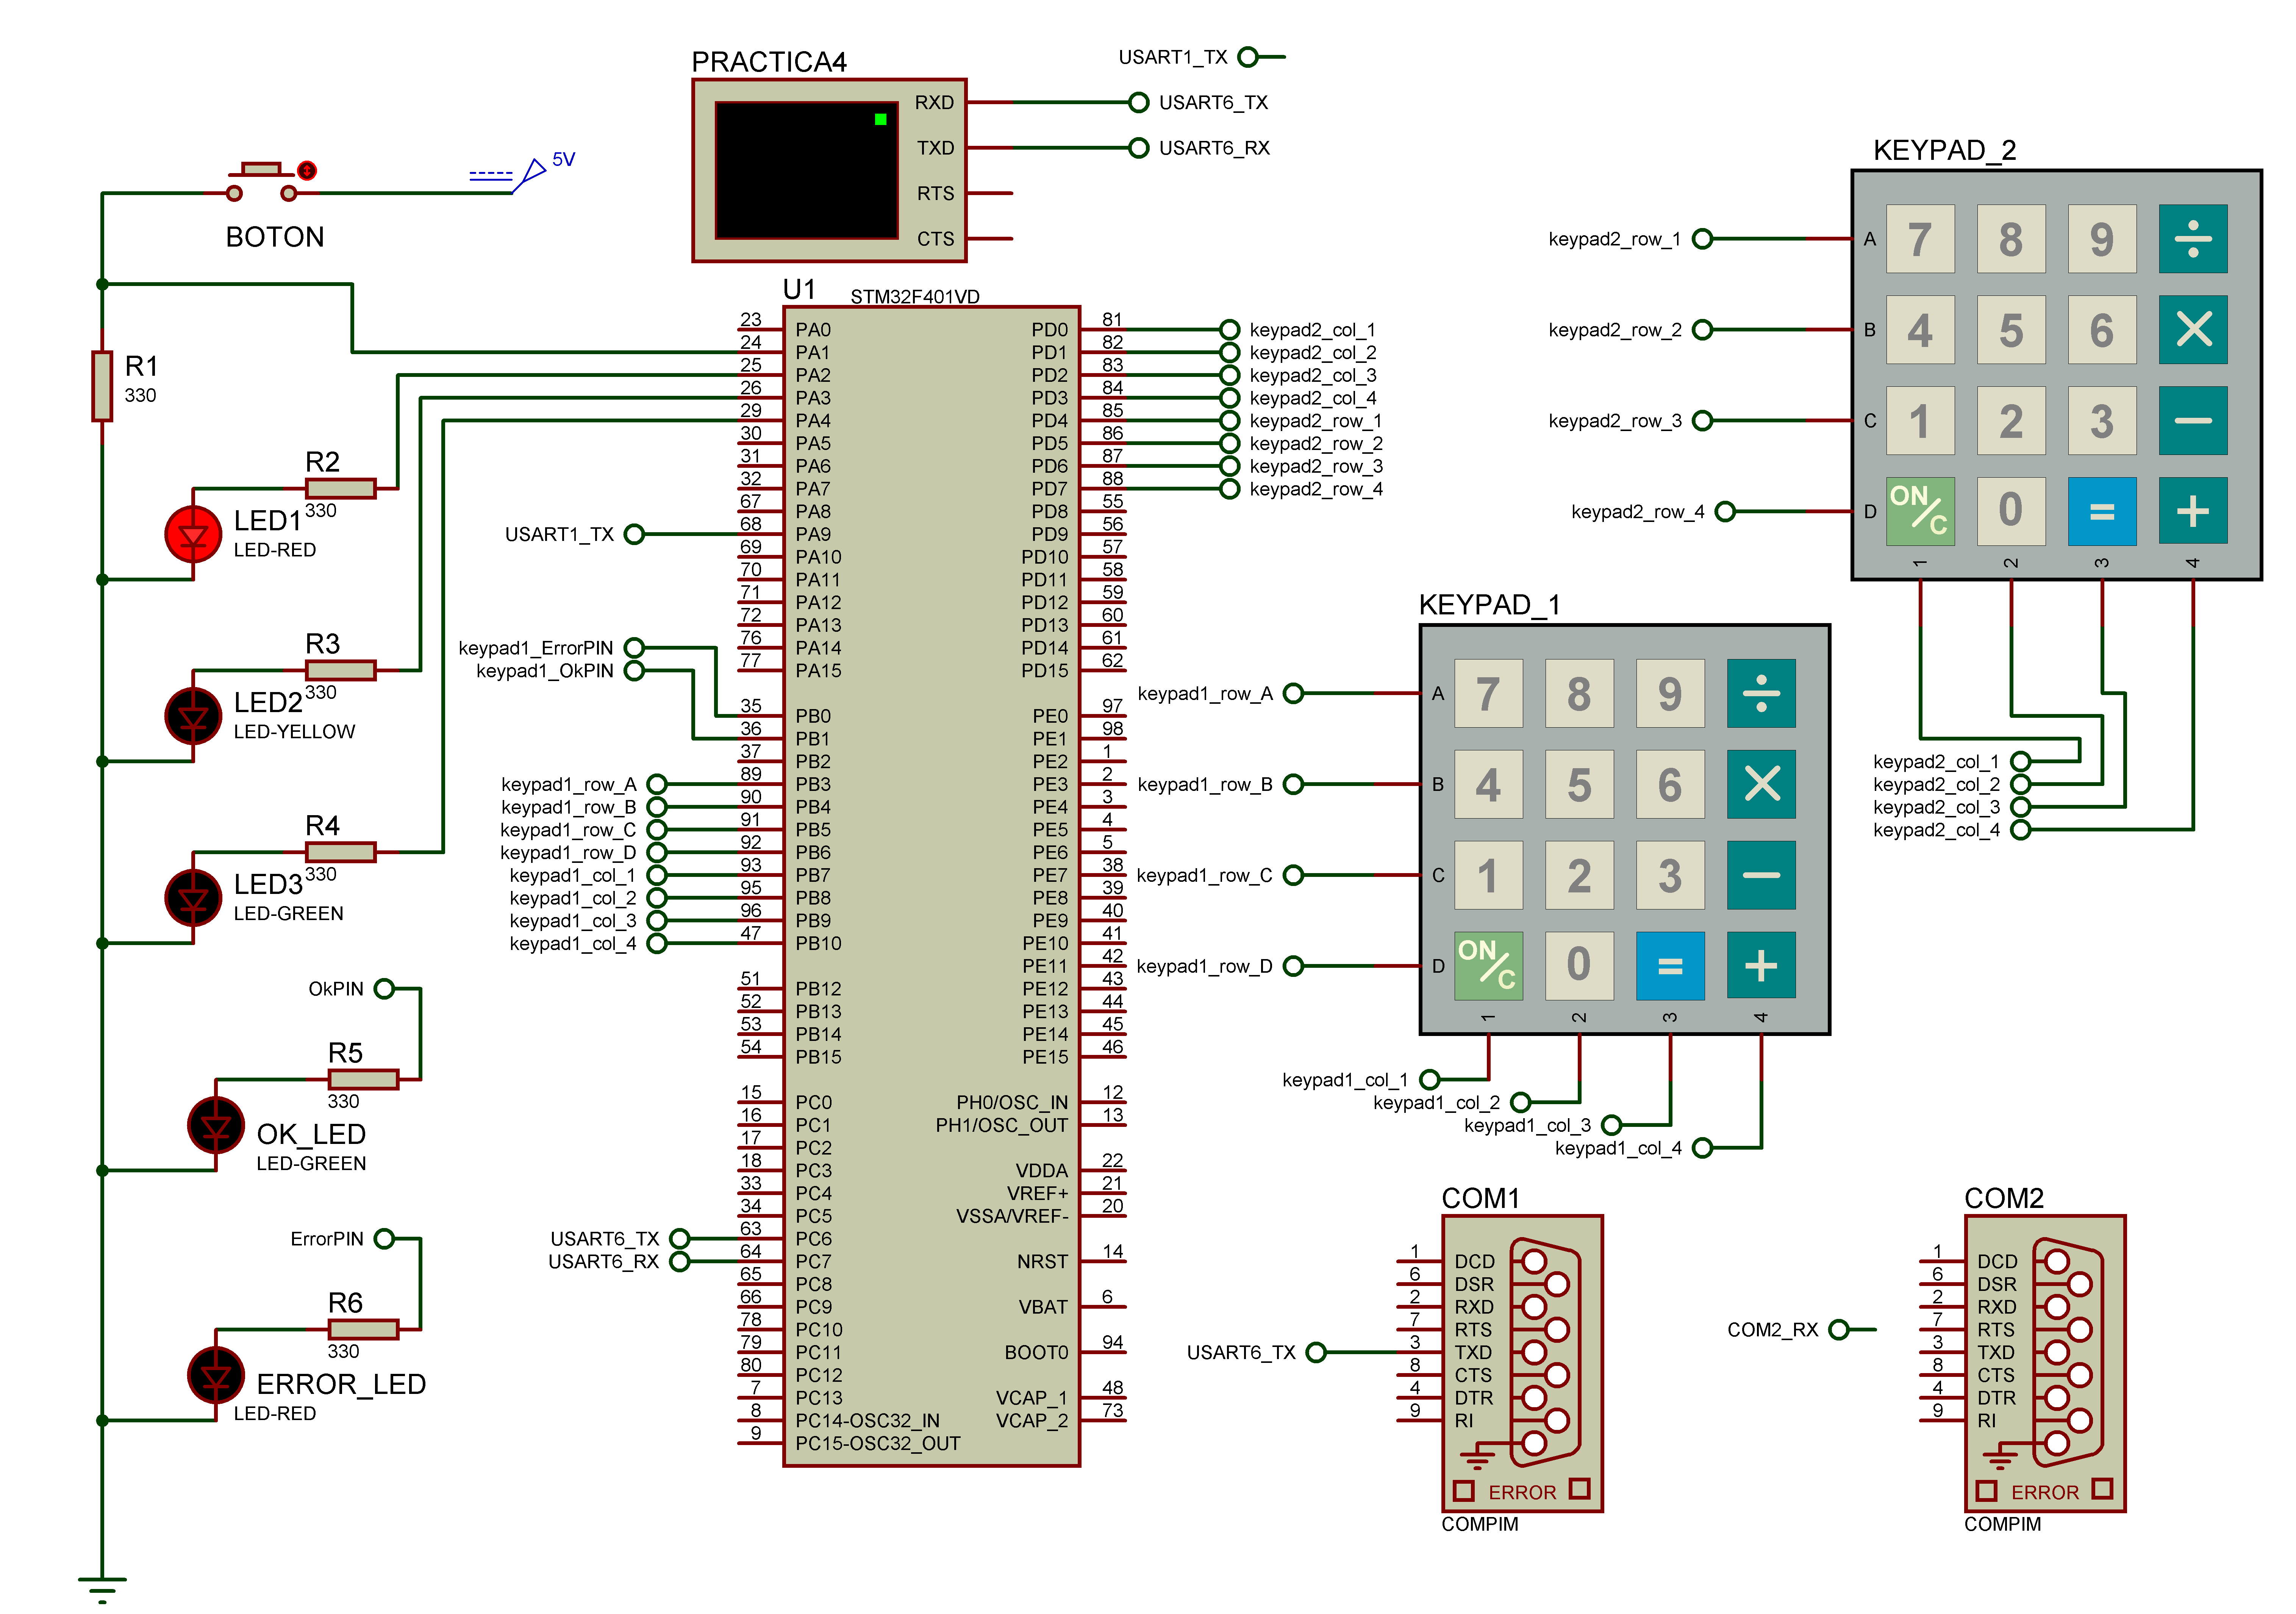 PRACTICA4
RXD
TXD
RTS
CTS
USART1_TX
USART6_TX
USART6_RX
5V
BOTON
R1
330
R2
330
LED1
LED-RED
R3
330
LED2
LED-YELLOW
R4
330
LED3
LED-GREEN
OkPIN
R5
330
OK_LED
LED-GREEN
ErrorPIN
R6
330
ERROR_LED
LED-RED
U1
STM32F401VD
23 PA0
24 PA1
25 PA2
26 PA3
29 PA4
30 PA5
31 PA6
32 PA7
67 PA8
USART1_TX 68 PA9
69 PA10
70 PA11
71 PA12
72 PA13
76 PA14
77 PA15
keypad1_ErrorPIN
keypad1_OkPIN
35 PB0
36 PB1
37 PB2
keypad1_row_A 89 PB3
keypad1_row_B 90 PB4
keypad1_row_C 91 PB5
keypad1_row_D 92 PB6
keypad1_col_1 93 PB7
keypad1_col_2 95 PB8
keypad1_col_3 96 PB9
keypad1_col_4 47 PB10
51 PB12
52 PB13
53 PB14
54 PB15
15 PC0
16 PC1
17 PC2
18 PC3
33 PC4
34 PC5
USART6_TX 63 PC6
USART6_RX 64 PC7
65 PC8
66 PC9
78 PC10
79 PC11
80 PC12
7 PC13
8 PC14-OSC32_IN
9 PC15-OSC32_OUT
PD0 81 keypad2_col_1
PD1 82 keypad2_col_2
PD2 83 keypad2_col_3
PD3 84 keypad2_col_4
PD4 85 keypad2_row_1
PD5 86 keypad2_row_2
PD6 87 keypad2_row_3
PD7 88 keypad2_row_4
PD8 55
PD9 56
PD10 57
PD11 58
PD12 59
PD13 60
PD14 61
PD15 62
PE0 97
PE1 98
PE2 1
PE3 2
PE4 3
PE5 4
PE6 5
PE7 38
PE8 39
PE9 40
PE10 41
PE11 42
PE12 43
PE13 44
PE14 45
PE15 46
PH0/OSC_IN 12
PH1/OSC_OUT 13
VDDA 22
VREF+ 21
VSSA/VREF- 20
NRST 14
VBAT 6
BOOT0 94
VCAP_1 48
VCAP_2 73
KEYPAD_2
keypad2_row_1 A 7 8 9 ÷
keypad2_row_2 B 4 5 6 ×
keypad2_row_3 C 1 2 3 −
keypad2_row_4 D ON/C 0 = +
1 2 3 4
keypad2_col_1
keypad2_col_2
keypad2_col_3
keypad2_col_4
KEYPAD_1
keypad1_row_A A 7 8 9 ÷
keypad1_row_B B 4 5 6 ×
keypad1_row_C C 1 2 3 −
keypad1_row_D D ON/C 0 = +
1 2 3 4
keypad1_col_1
keypad1_col_2
keypad1_col_3
keypad1_col_4
COM1
1 DCD
6 DSR
2 RXD
7 RTS
USART6_TX 3 TXD
8 CTS
4 DTR
9 RI
ERROR
COMPIM
COM2
1 DCD
6 DSR
2 RXD
COM2_RX 7 RTS
3 TXD
8 CTS
4 DTR
9 RI
ERROR
COMPIM